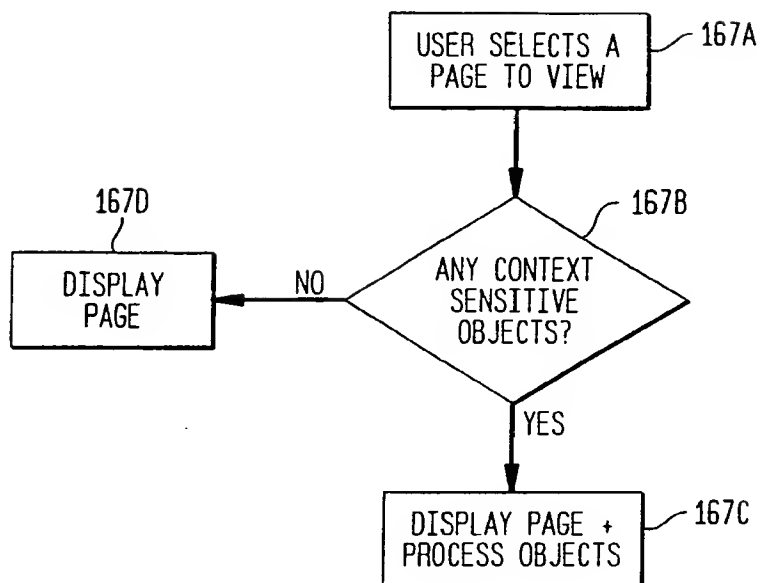 USER SELECTS A
PAGE TO VIEW
167A
167D
167B
DISPLAY
PAGE
NO
ANY CONTEXT
SENSITIVE
OBJECTS?
YES
DISPLAY PAGE +
PROCESS OBJECTS
167C